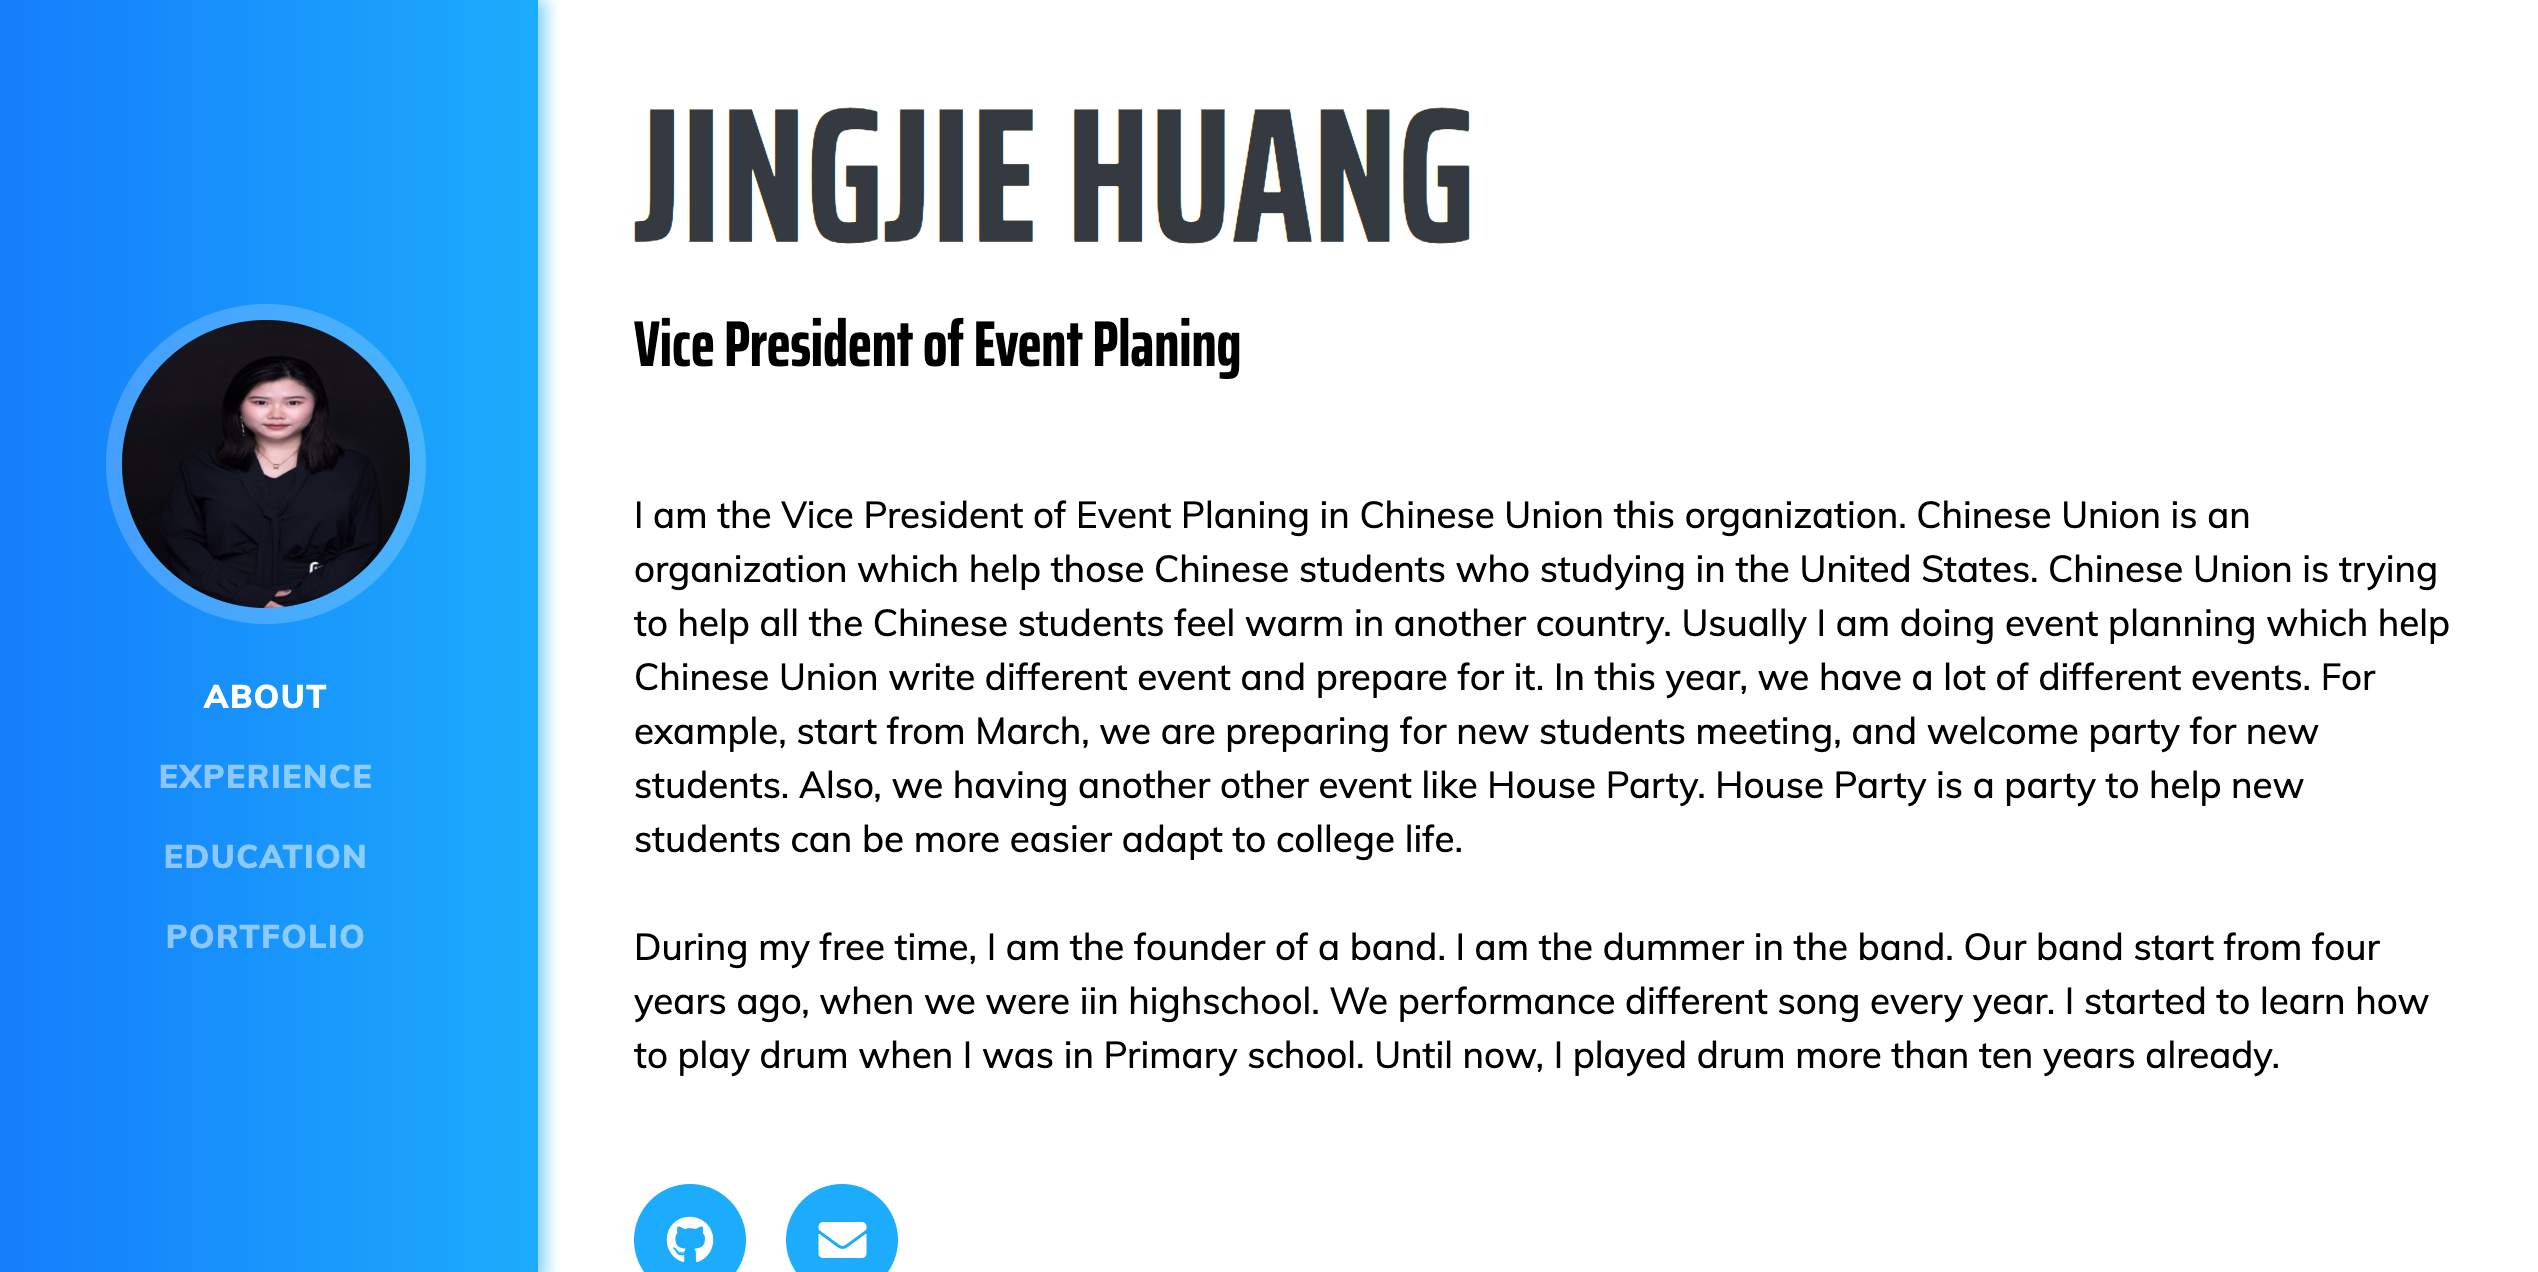 JINGJIE HUANG
Vice President of Event Planing
I am the Vice President of Event Planing in Chinese Union this organization. Chinese Union is an
organization which help those Chinese students who studying in the United States. Chinese Union is trying
to help all the Chinese students feel warm in another country. Usually I am doing event planning which help
Chinese Union write different event and prepare for it. In this year, we have a lot of different events. For
example, start from March, we are preparing for new students meeting, and welcome party for new
students. Also, we having another other event like House Party. House Party is a party to help new
students can be more easier adapt to college life.
During my free time, I am the founder of a band. I am the dummer in the band. Our band start from four
years ago, when we were iin highschool. We performance different song every year. I started to learn how
to play drum when I was in Primary school. Until now, I played drum more than ten years already.
ABOUT
EXPERIENCE
EDUCATION
PORTFOLIO